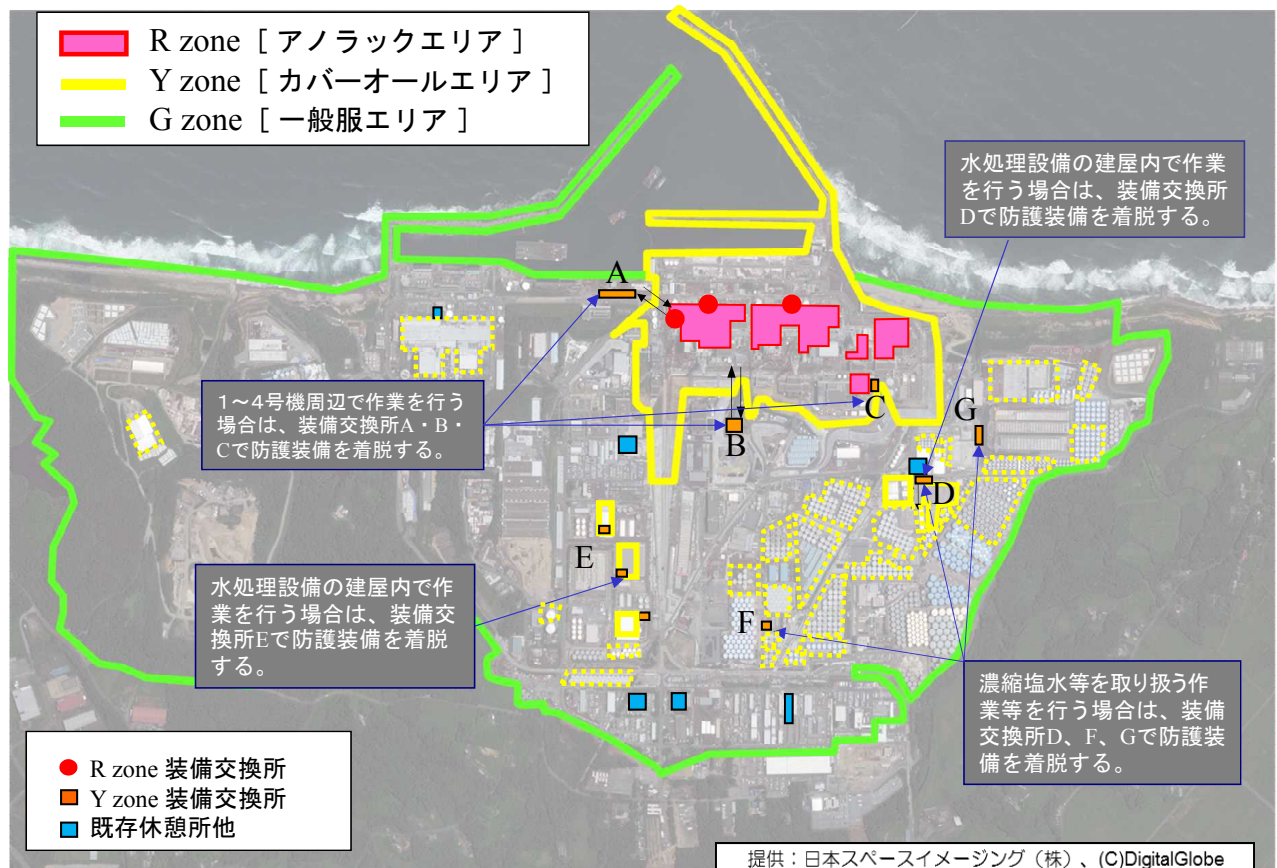 R zone [ アノラックエリア ]
Y zone [ カバーオールエリア ]
G zone [ 一般服エリア ]
水処理設備の建屋内で作業
を行う場合は、装備交換所
Dで防護装備を着脱する。
A
1～4号機周辺で作業を行う
場合は、装備交換所A・B・
Cで防護装備を着脱する。
C
G
B
D
E
水処理設備の建屋内で作
業を行う場合は、装備交
換所Eで防護装備を着脱
する。
F
濃縮塩水等を取り扱う作
業等を行う場合は、装備
交換所D、F、Gで防護装
備を着脱する。
R zone 装備交換所
Y zone 装備交換所
既存休憩所他
提供：日本スペースイメージング（株）、(C)DigitalGlobe